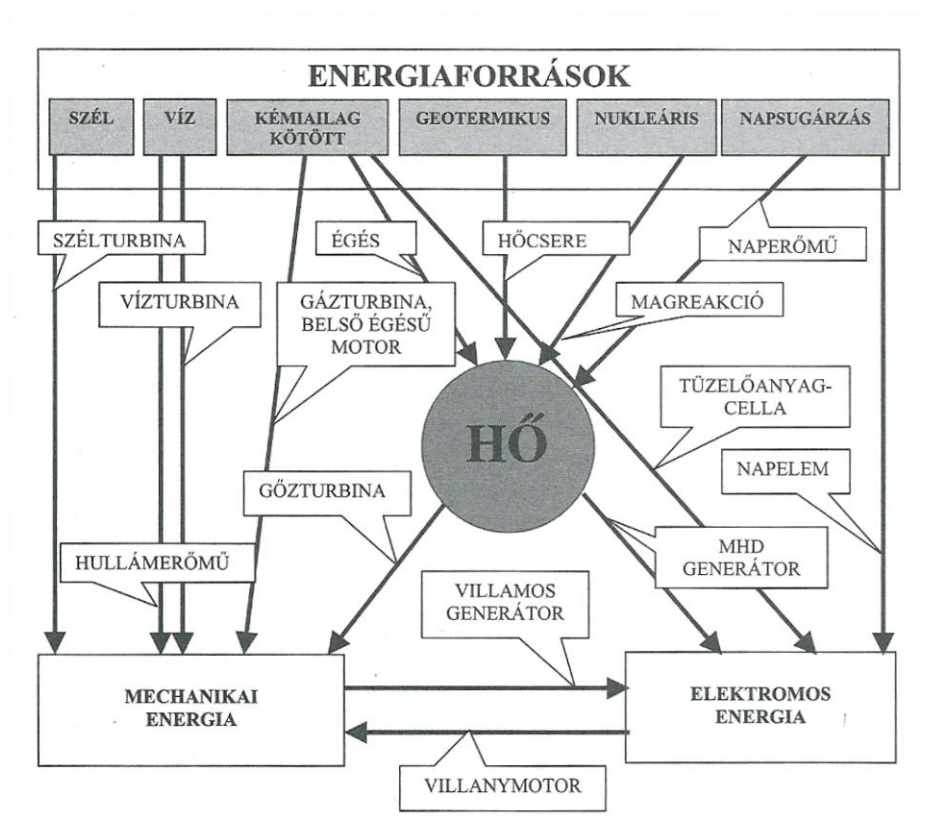 ENERGIAFORRÁSOK
SZÉL
VÍZ
KÉMIAILAG
KÖTÖTT
GEOTERMIKUS
NUKLEÁRIS
NAPSUGÁRZÁS
SZÉLTURBINA
ÉGÉS
HŐCSERE
NAPERŐMŰ
VÍZTURBINA
GÁZTURBINA,
BELSŐ ÉGÉSŰ
MOTOR
MAGREAKCIÓ
TÜZELŐANYAG-
CELLA
HŐ
GŐZTURBINA
NAPELEM
HULLÁMERŐMŰ
MHD
GENERÁTOR
VILLAMOS
GENERÁTOR
MECHANIKAI
ENERGIA
ELEKTROMOS
ENERGIA
VILLANYMOTOR